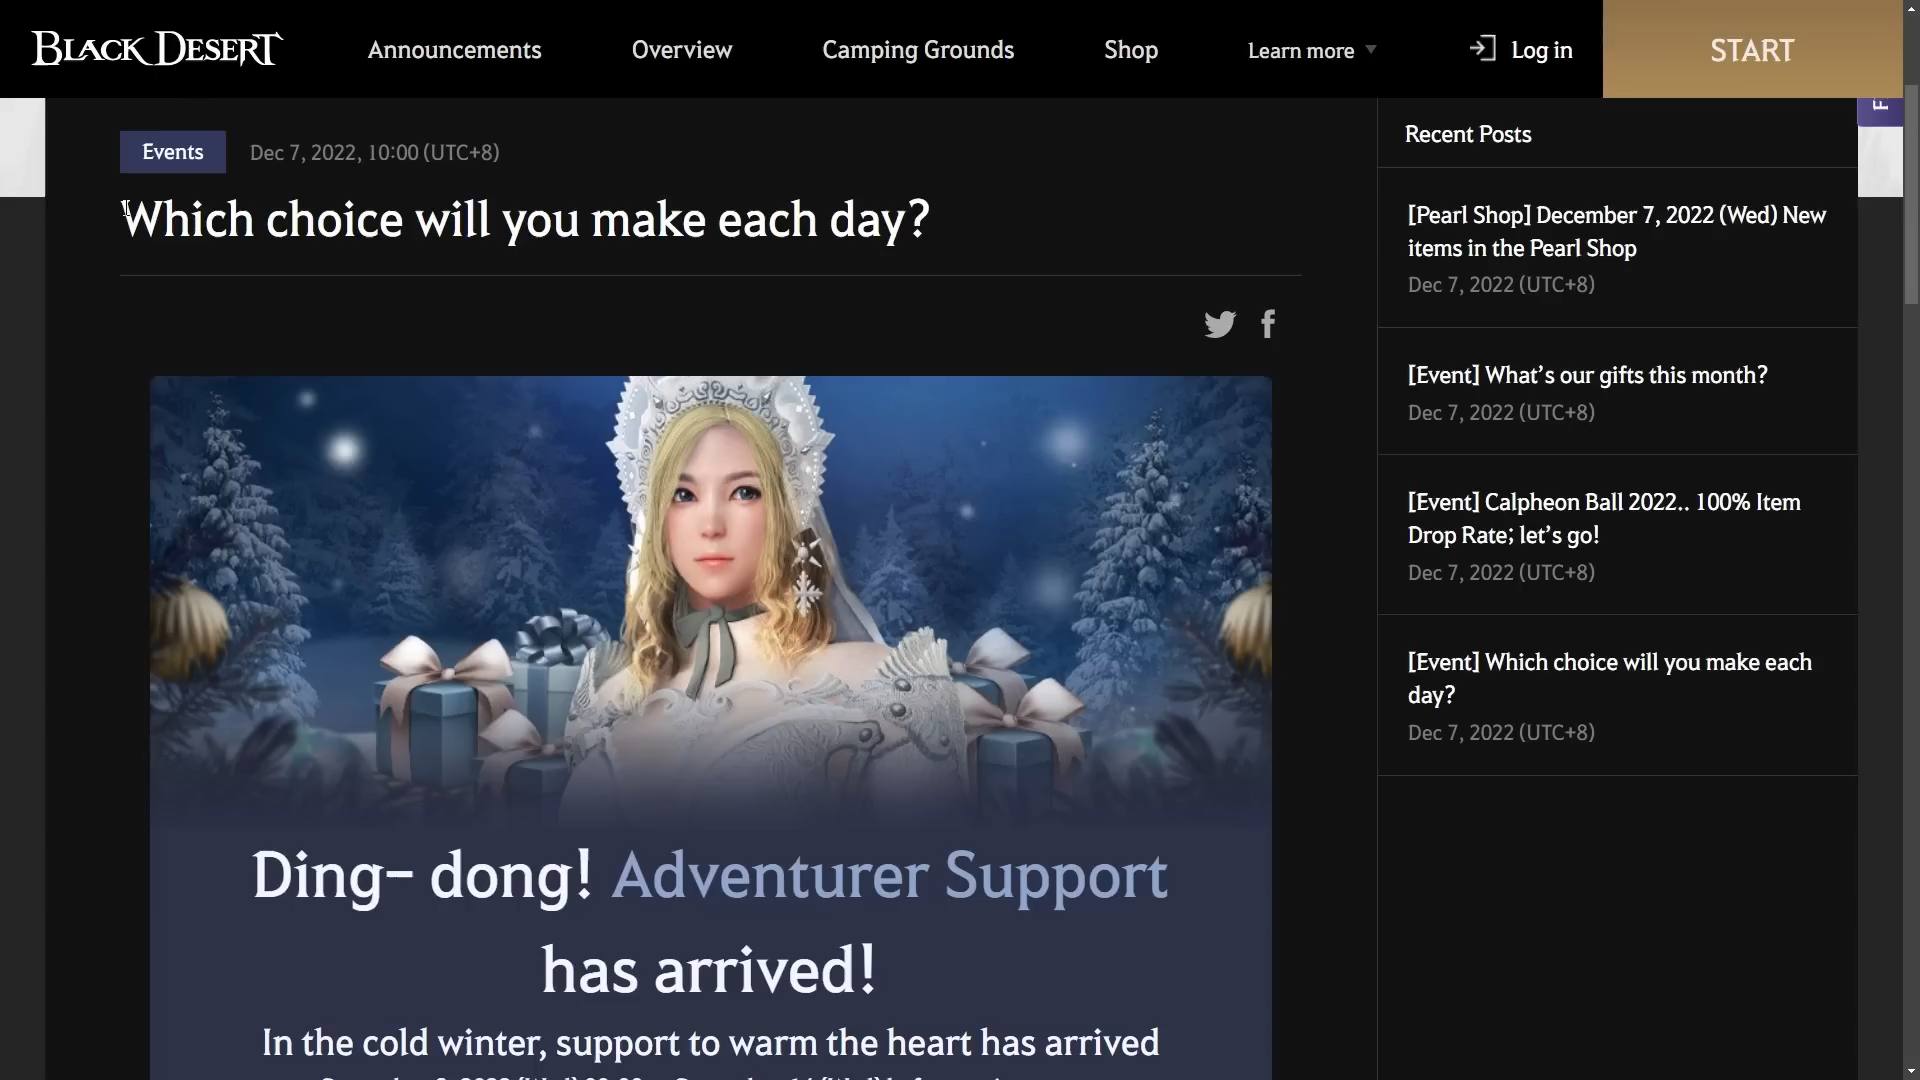 BLACK DESERT
Announcements
Overview
Camping Grounds
Shop
Learn more
Log in
START
Events
Dec 7, 2022, 10:00 (UTC+8)
Which choice will you make each day?
Ding- dong! Adventurer Support
has arrived!
In the cold winter, support to warm the heart has arrived
Recent Posts
[Pearl Shop] December 7, 2022 (Wed) New
items in the Pearl Shop
Dec 7, 2022 (UTC+8)
[Event] What's our gifts this month?
Dec 7, 2022 (UTC+8)
[Event] Calpheon Ball 2022.. 100% Item
Drop Rate; let's go!
Dec 7, 2022 (UTC+8)
[Event] Which choice will you make each
day?
Dec 7, 2022 (UTC+8)